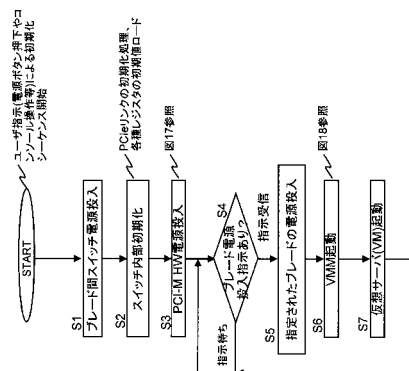 START
ユーザ指示(電源ボタン押下やコ
ンソール操作等)による初期化
シーケンス開始
S1
ブレード間スイッチ電源投入
S2
スイッチ内部初期化
PCIeリンクの初期化処理、
各種レジスタの初期値ロード
S3
PCI-M HW電源投入
図17参照
S4
ブレード電源
投入指示あり?
指示待ち
指示受信
S5
指定されたブレードの電源投入
S6
VMM起動
図18参照
S7
仮想サーバ(VM)起動